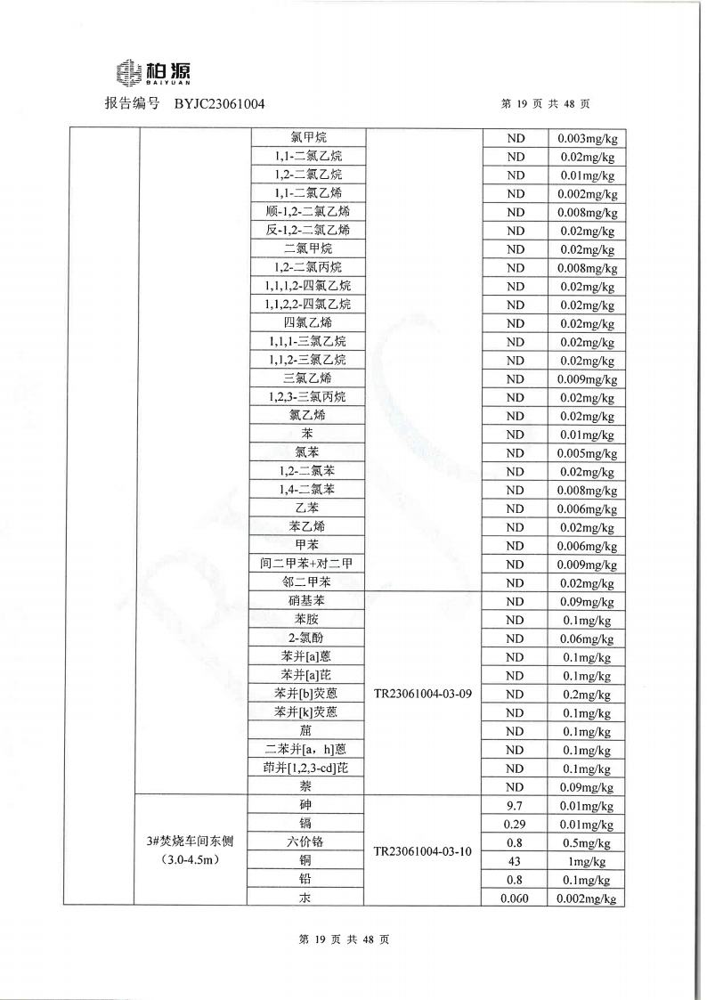 柏源
BAIYUAN
报告编号 BYJC23061004 第 19 页 共 48 页
氯甲烷 ND 0.003mg/kg
1,1-二氯乙烷 ND 0.02mg/kg
1,2-二氯乙烷 ND 0.01mg/kg
1,1-二氯乙烯 ND 0.002mg/kg
顺-1,2-二氯乙烯 ND 0.008mg/kg
反-1,2-二氯乙烯 ND 0.02mg/kg
二氯甲烷 ND 0.02mg/kg
1,2-二氯丙烷 ND 0.008mg/kg
1,1,1,2-四氯乙烷 ND 0.02mg/kg
1,1,2,2-四氯乙烷 ND 0.02mg/kg
四氯乙烯 ND 0.02mg/kg
1,1,1-三氯乙烷 ND 0.02mg/kg
1,1,2-三氯乙烷 ND 0.02mg/kg
三氯乙烯 ND 0.009mg/kg
1,2,3-三氯丙烷 ND 0.02mg/kg
氯乙烯 ND 0.02mg/kg
苯 ND 0.01mg/kg
氯苯 ND 0.005mg/kg
1,2-二氯苯 ND 0.02mg/kg
1,4-二氯苯 ND 0.008mg/kg
乙苯 ND 0.006mg/kg
苯乙烯 ND 0.02mg/kg
甲苯 ND 0.006mg/kg
间二甲苯+对二甲 ND 0.009mg/kg
邻二甲苯 ND 0.02mg/kg
硝基苯 ND 0.09mg/kg
苯胺 ND 0.1mg/kg
2-氯酚 ND 0.06mg/kg
苯并[a]蒽 ND 0.1mg/kg
苯并[a]芘 ND 0.1mg/kg
苯并[b]荧蒽 TR23061004-03-09 ND 0.2mg/kg
苯并[k]荧蒽 ND 0.1mg/kg
䓛 ND 0.1mg/kg
二苯并[a，h]蒽 ND 0.1mg/kg
茚并[1,2,3-cd]芘 ND 0.1mg/kg
萘 ND 0.09mg/kg
砷 9.7 0.01mg/kg
镉 0.29 0.01mg/kg
3#焚烧车间东侧 六价铬 0.8 0.5mg/kg
TR23061004-03-10
（3.0-4.5m） 铜 43 1mg/kg
铅 0.8 0.1mg/kg
汞 0.060 0.002mg/kg
第 19 页 共 48 页